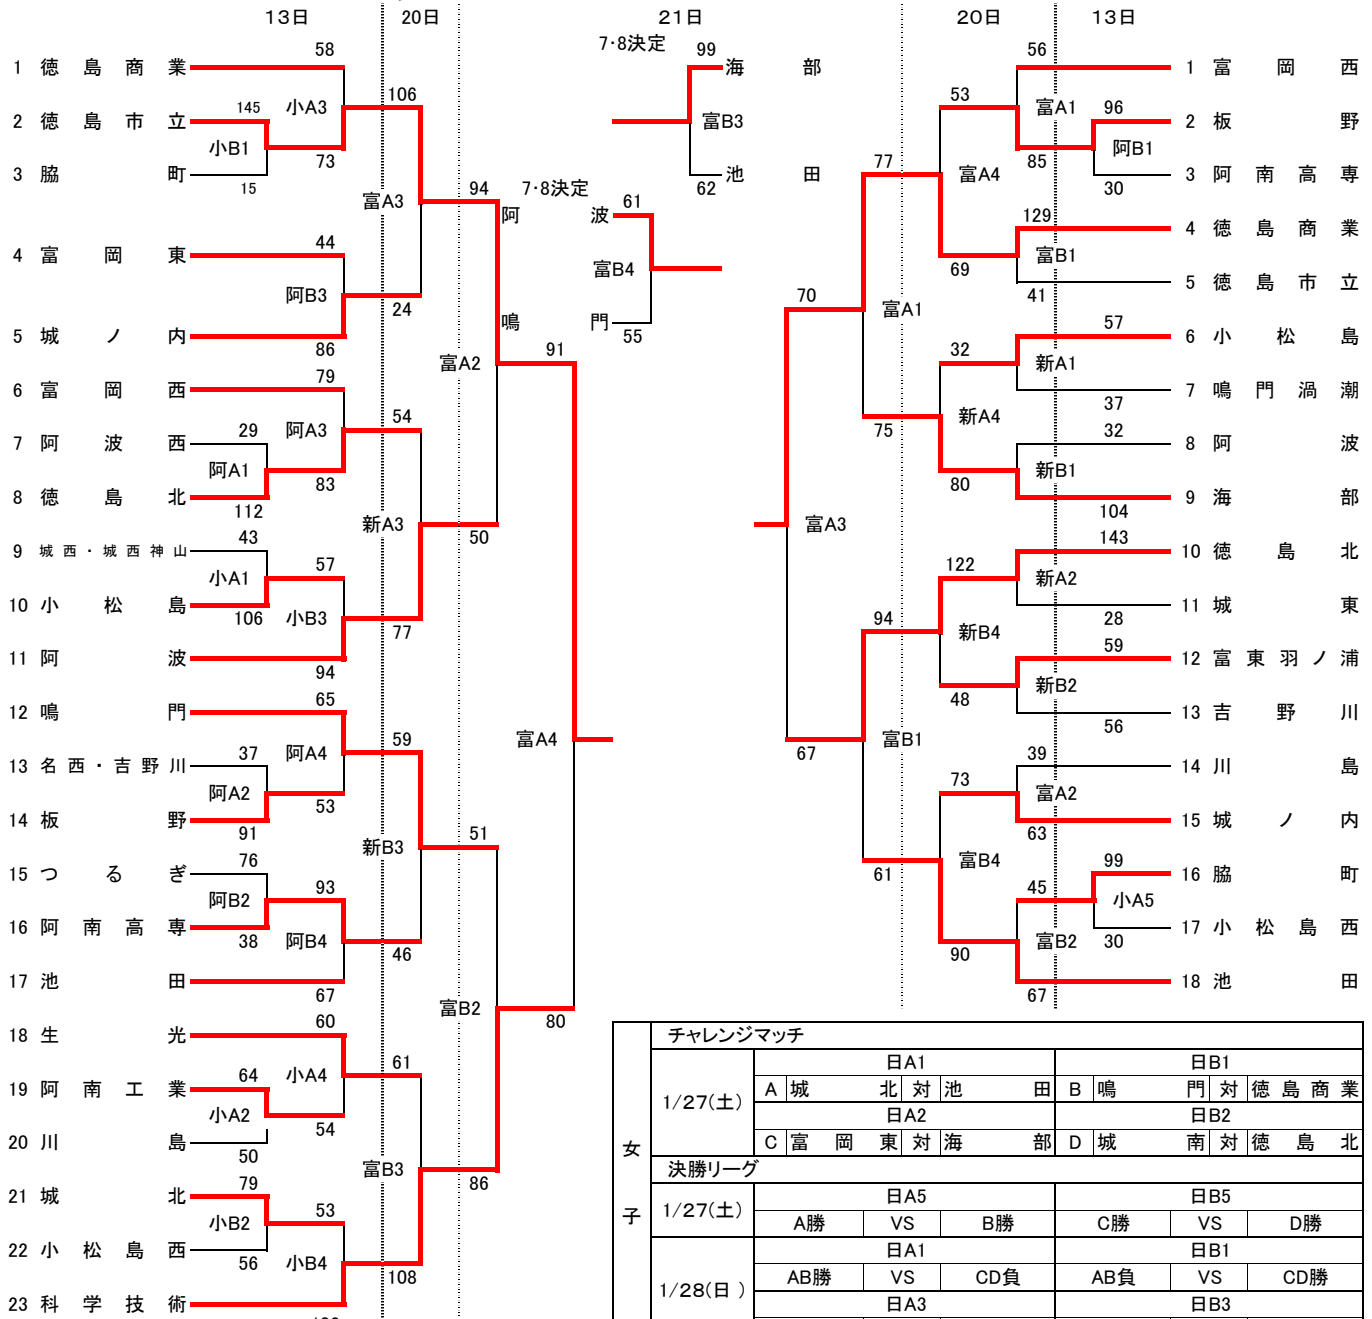 13日 20日 21日 20日 13日
7・8決定
58 99 56
1 徳島商業 海部 1 富岡西
106 53
145 小A3 富A1 96
2 徳島市立 富B3 2 板野
小B1 阿B1
73 77 85
3 脇町 池田 富A4 3 阿南高専
15 62 30
94 7・8決定
富A3 阿波 61 129
4 徳島商業
44
4 富岡東 富B4 69 富B1
阿B3 5 徳島市立
24 70 41
富A1
鳴門 55 57
5 城ノ内 6 小松島
86 91 32
富A2 新A1
79
6 富岡西 7 鳴門渦潮
37
54 75 新A4
29 阿A3 32
7 阿波西 8 阿波
阿A1 新B1
83 80
8 徳島北 9 海部
112 104
新A3 富A3
43 50 143
9 城西・城西神山 10 徳島北
小A1 57 122 新A2
10 小松島 11 城東
106 小B3 28
77 94 新B4
59
11 阿波 12 富東羽ノ浦
94 新B2
65 48
12 鳴門 13 吉野川
56
阿A4 59 富A4 67 富B1
37 39
13 名西・吉野川 14 川島
阿A2 73 富A2
53
14 板野 15 城ノ内
91 63
新B3 51
76 富B4 99
15 つるぎ 61 16 脇町
阿B2 93 45 小A5
16 阿南高専 17 小松島西
38 阿B4 富B2 30
46 90
17 池田 18 池田
67 67
富B2
60 80
18 生光 チャレンジマッチ
61 日A1 日B1
64 小A4
19 阿南工業 1/27(土) A 城北 対 池田 B 鳴門 対 徳島商業
小A2 日A2 日B2
54
20 川島 C 富岡東 対 海部 D 城南 対 徳島北
50 女子
富B3 決勝リーグ
79 86
21 城北 1/27(土) 日A5 日B5
小B2 53 A勝 VS B勝 C勝 VS D勝
22 小松島西 日A1 日B1
56 小B4
108 1/28(日) AB勝 VS CD負 AB負 VS CD勝
23 科学技術 日A3 日B3